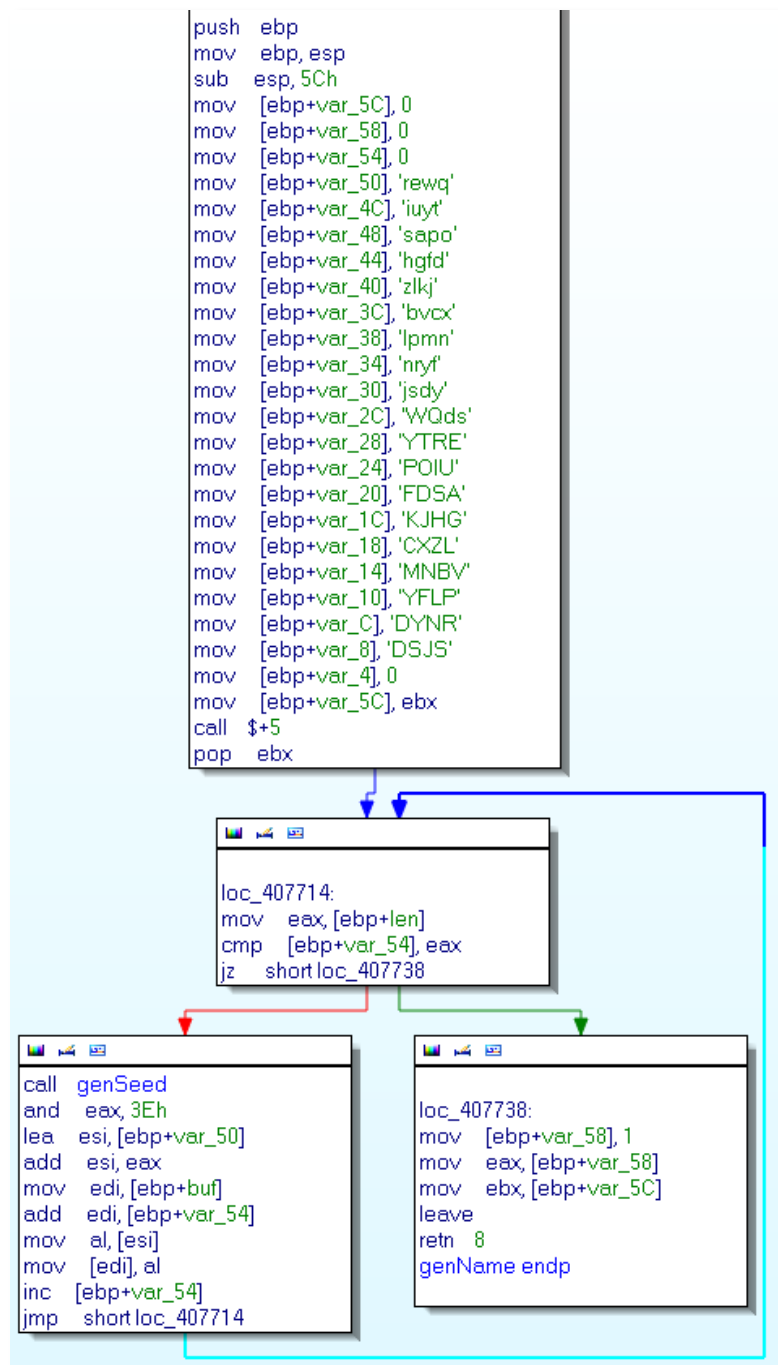 push ebp
mov ebp, esp
sub esp, 5Ch
mov [ebp+var_5C], 0
mov [ebp+var_58], 0
mov [ebp+var_54], 0
mov [ebp+var_50], 'rewq'
mov [ebp+var_4C], 'iuyt'
mov [ebp+var_48], 'sapo'
mov [ebp+var_44], 'hgfd'
mov [ebp+var_40], 'zlkj'
mov [ebp+var_3C], 'bvcx'
mov [ebp+var_38], 'lpmn'
mov [ebp+var_34], 'nryf'
mov [ebp+var_30], 'jsdy'
mov [ebp+var_2C], 'WQds'
mov [ebp+var_28], 'YTRE'
mov [ebp+var_24], 'POIU'
mov [ebp+var_20], 'FDSA'
mov [ebp+var_1C], 'KJHG'
mov [ebp+var_18], 'CXZL'
mov [ebp+var_14], 'MNBV'
mov [ebp+var_10], 'YFLP'
mov [ebp+var_C], 'DYNR'
mov [ebp+var_8], 'DSJS'
mov [ebp+var_4], 0
mov [ebp+var_5C], ebx
call $+5
pop ebx
loc_407714:
mov eax, [ebp+len]
cmp [ebp+var_54], eax
jz short loc_407738
call genSeed
and eax, 3Eh
lea esi, [ebp+var_50]
add esi, eax
mov edi, [ebp+buf]
add edi, [ebp+var_54]
mov al, [esi]
mov [edi], al
inc [ebp+var_54]
jmp short loc_407714
loc_407738:
mov [ebp+var_58], 1
mov eax, [ebp+var_58]
mov ebx, [ebp+var_5C]
leave
retn 8
genName endp